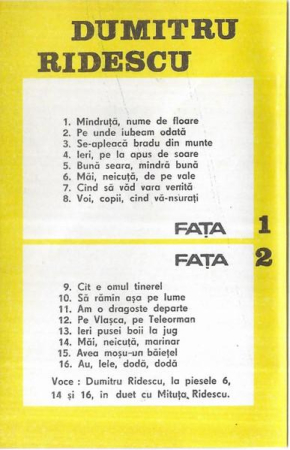 DUMITRU
RIDESCU
1. Mîndruță, nume de floare
2. Pe unde iubeam odată
3. Se-apleacă bradu din munte
4. Ieri, pe la apus de soare
5. Bună seara, mindră bună
6. Măi, neicuță, de pe vale
7. Cind să văd vara venită
8. Voi, copii, cind vă-nsurați
FAȚA 1
FAȚA 2
9. Cit e omul tinerel
10. Să rămin așa pe lume
11. Am o dragoste departe
12. Pe Vlașca, pe Teleorman
13. Ieri pusei boii la jug
14. Măi, neicuță, marinar
15. Avea moșu-un băiețel
16. Au, lele, dodă, dodă
Voce : Dumitru Ridescu, la piesele 6,
14 și 16, in duet cu Mituța Ridescu.